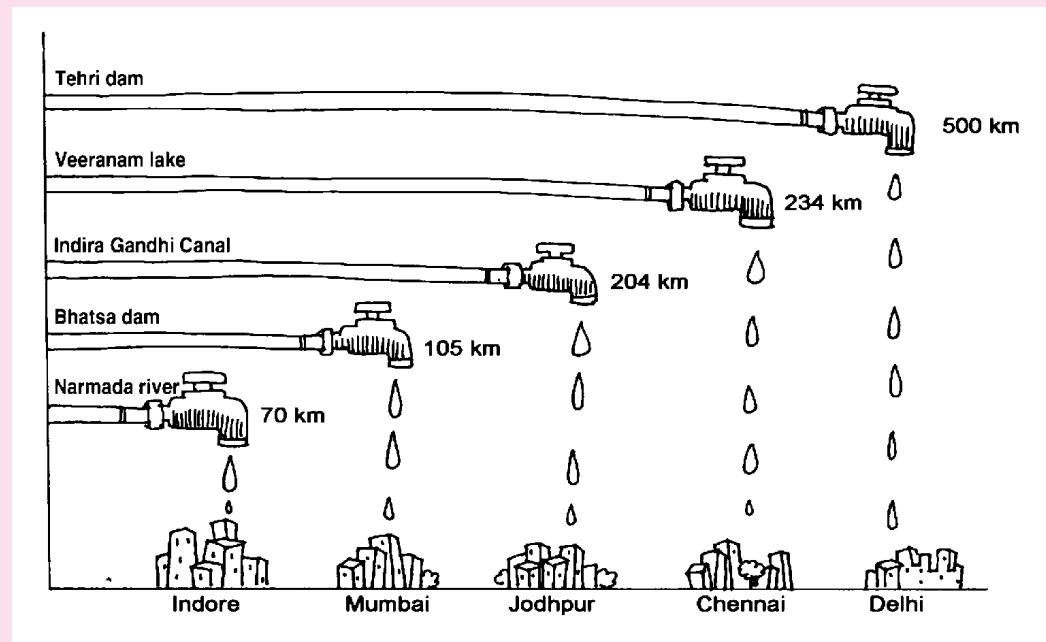 Tehri dam
500 km
Veeranam lake
234 km
Indira Gandhi Canal
204 km
Bhatsa dam
105 km
Narmada river
70 km
Indore Mumbai Jodhpur Chennai Delhi